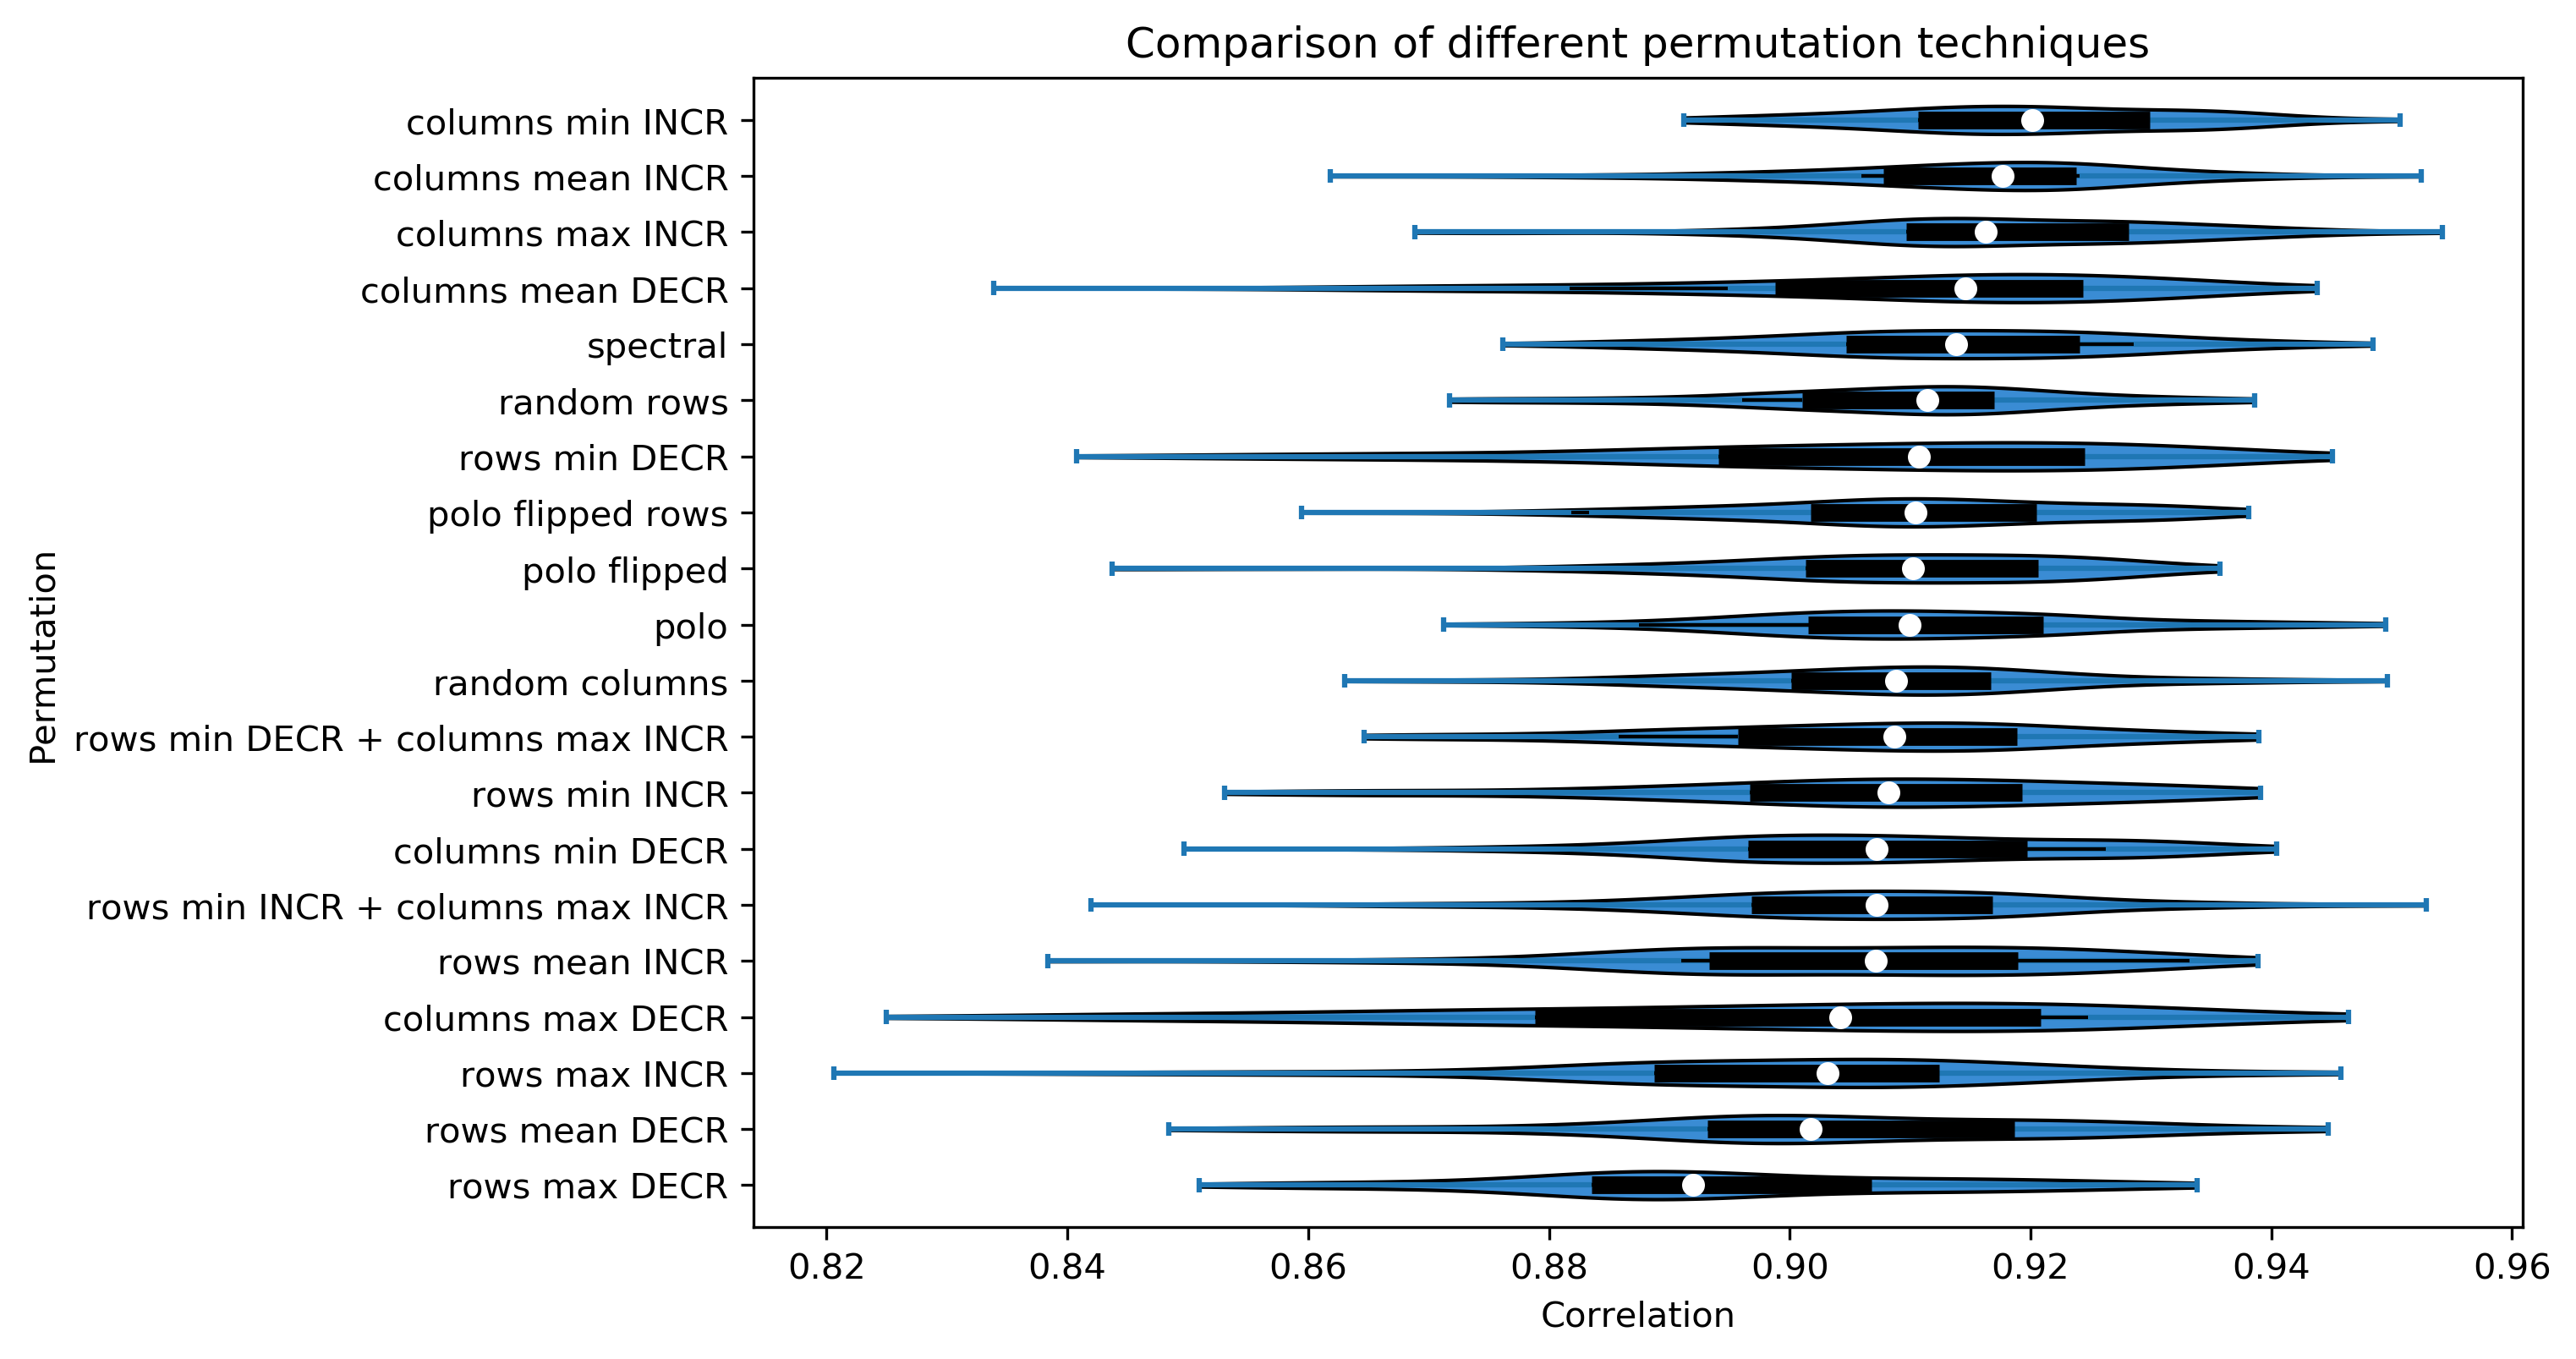 Comparison of different permutation techniques
Permutation
columns min INCR
columns mean INCR
columns max INCR
columns mean DECR
spectral
random rows
rows min DECR
polo flipped rows
polo flipped
polo
random columns
rows min DECR + columns max INCR
rows min INCR
columns min DECR
rows min INCR + columns max INCR
rows mean INCR
columns max DECR
rows max INCR
rows mean DECR
rows max DECR
0.82 0.84 0.86 0.88 0.90 0.92 0.94 0.96
Correlation